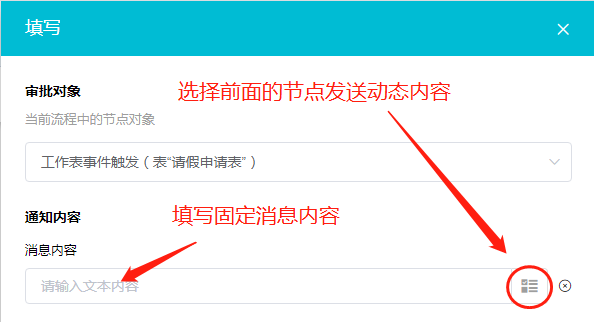 填写
审批对象
选择前面的节点发送动态内容
当前流程中的节点对象
工作表事件触发（表“请假申请表”）
通知内容
填写固定消息内容
消息内容
请输入文本内容